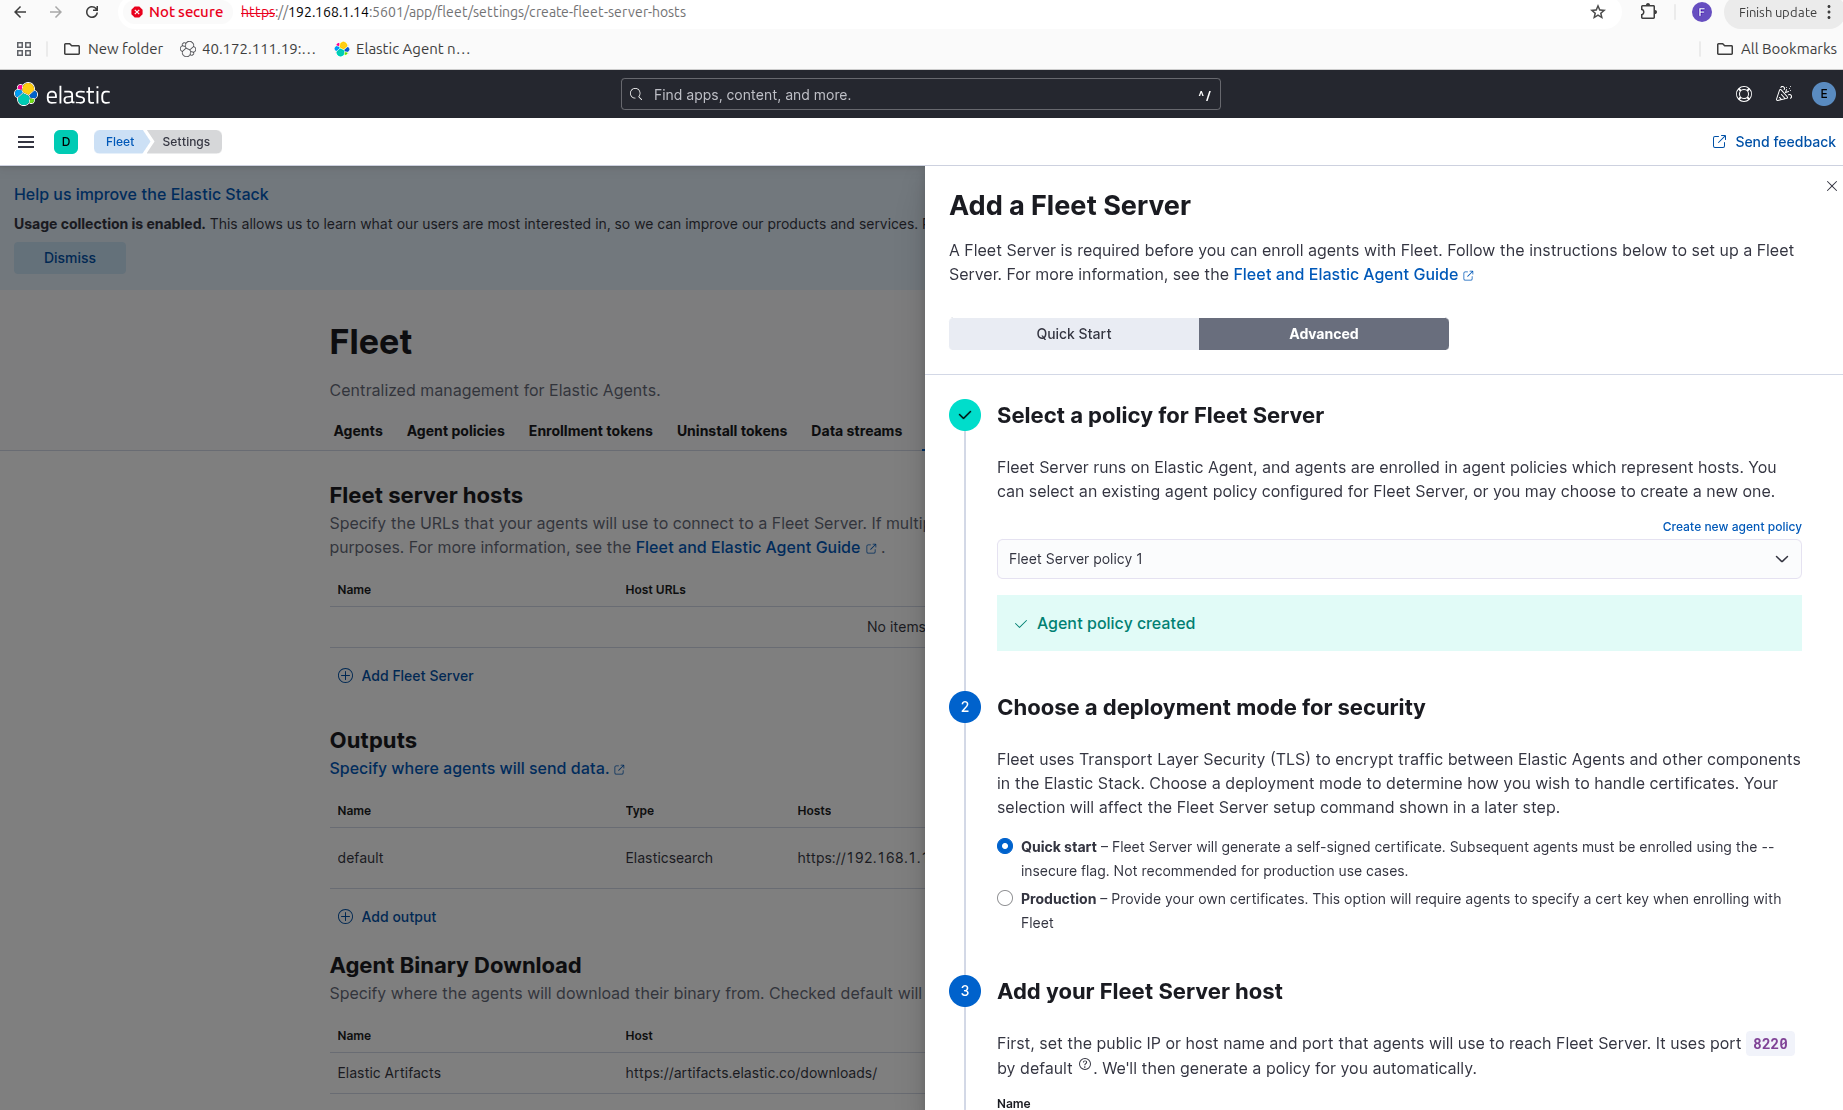 Not secure https://192.168.1.14:5601/app/fleet/settings/create-fleet-server-hosts F Finish update
New folder 40.172.111.19:... Elastic Agent n... All Bookmarks
elastic Find apps, content, and more. ^/ E
D Fleet Settings Send feedback
Help us improve the Elastic Stack
Usage collection is enabled. This allows us to learn what our users are most interested in, so we can improve our products and services.
Dismiss
Fleet
Centralized management for Elastic Agents.
Agents Agent policies Enrollment tokens Uninstall tokens Data streams
Fleet server hosts
Specify the URLs that your agents will use to connect to a Fleet Server. If
purposes. For more information, see the Fleet and Elastic Agent Guide .
Name Host URLs
No items
Add Fleet Server
Outputs
Specify where agents will send data.
Name Type Hosts
default Elasticsearch https://192.168.1.
Add output
Agent Binary Download
Specify where the agents will download their binary from. Checked default will
Name Host
Elastic Artifacts https://artifacts.elastic.co/downloads/
Add a Fleet Server
A Fleet Server is required before you can enroll agents with Fleet. Follow the instructions below to set up a Fleet
Server. For more information, see the Fleet and Elastic Agent Guide
Quick Start Advanced
Select a policy for Fleet Server
Fleet Server runs on Elastic Agent, and agents are enrolled in agent policies which represent hosts. You
can select an existing agent policy configured for Fleet Server, or you may choose to create a new one.
Create new agent policy
Fleet Server policy 1
Agent policy created
2 Choose a deployment mode for security
Fleet uses Transport Layer Security (TLS) to encrypt traffic between Elastic Agents and other components
in the Elastic Stack. Choose a deployment mode to determine how you wish to handle certificates. Your
selection will affect the Fleet Server setup command shown in a later step.
Quick start – Fleet Server will generate a self-signed certificate. Subsequent agents must be enrolled using the --
insecure flag. Not recommended for production use cases.
Production – Provide your own certificates. This option will require agents to specify a cert key when enrolling with
Fleet
3 Add your Fleet Server host
First, set the public IP or host name and port that agents will use to reach Fleet Server. It uses port 8220
by default ? . We'll then generate a policy for you automatically.
Name